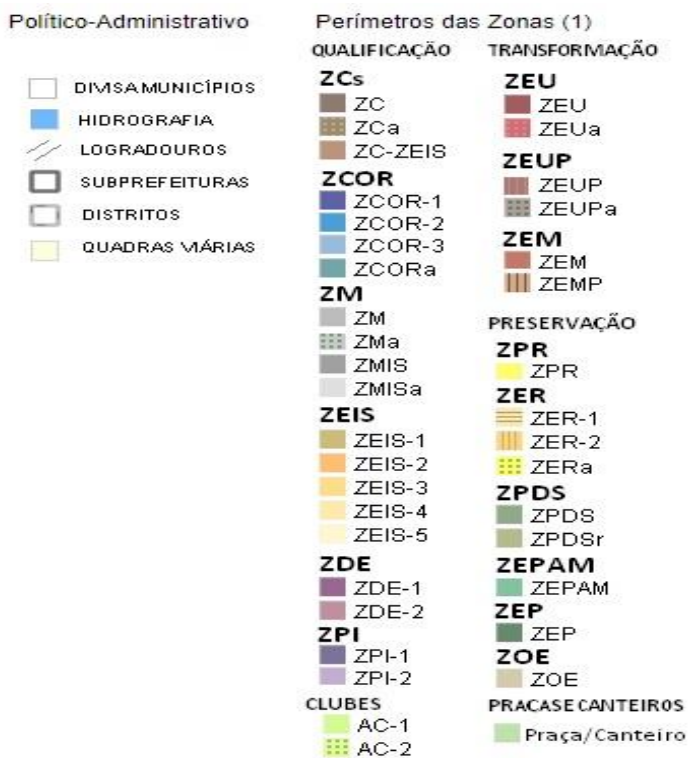 Político-Administrativo
DIVISA MUNICÍPIOS
HIDROGRAFIA
LOGRADOUROS
SUBPREFEITURAS
DISTRITOS
QUADRAS VIÁRIAS
Perímetros das Zonas (1)
QUALIFICAÇÃO
ZCs
ZC
ZCa
ZC-ZEIS
ZCOR
ZCOR-1
ZCOR-2
ZCOR-3
ZCORa
ZM
ZM
ZMa
ZMIS
ZMISa
ZEIS
ZEIS-1
ZEIS-2
ZEIS-3
ZEIS-4
ZEIS-5
ZDE
ZDE-1
ZDE-2
ZPI
ZPI-1
ZPI-2
CLUBES
AC-1
AC-2
TRANSFORMAÇÃO
ZEU
ZEU
ZEUa
ZEUP
ZEUP
ZEUPa
ZEM
ZEM
ZEMP
PRESERVAÇÃO
ZPR
ZPR
ZER
ZER-1
ZER-2
ZERa
ZPDS
ZPDS
ZPDSr
ZEPAM
ZEPAM
ZEP
ZEP
ZOE
ZOE
PRAÇAS E CANTEIROS
Praça/Canteiro